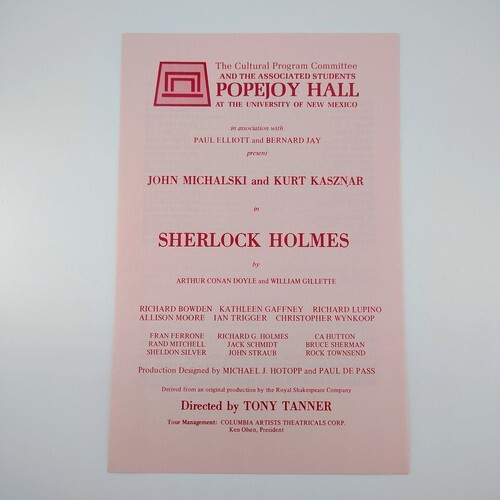 The Cultural Program Committee
AND THE ASSOCIATED STUDENTS
POPEJOY HALL
AT THE UNIVERSITY OF NEW MEXICO
in association with
PAUL ELLIOTT and BERNARD JAY
present
JOHN MICHALSKI and KURT KASZNAR
in
SHERLOCK HOLMES
by
ARTHUR CONAN DOYLE and WILLIAM GILLETTE
RICHARD BOWDEN KATHLEEN GAFFNEY RICHARD LUPINO
ALLISON MOORE IAN TRIGGER CHRISTOPHER WYNKOOP
FRAN FERRONE RICHARD G. HOLMES CA HUTTON
RAND MITCHELL JACK SCHMIDT BRUCE SHERMAN
SHELDON SILVER JOHN STRAUB ROCK TOWNSEND
Production Designed by MICHAEL J. HOTOPP and PAUL DE PASS
Derived from an original production by the Royal Shakespeare Company
Directed by TONY TANNER
Tour Management: COLUMBIA ARTISTS THEATRICALS CORP.
Ken Olsen, President